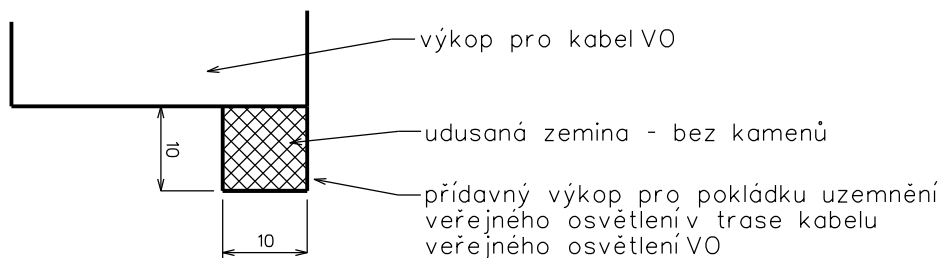 výkop pro kabel VO
udusaná zemina - bez kamenů
10
přídavný výkop pro pokládku uzemnění
veřejného osvětlení v trase kabelu
veřejného osvětlení VO
10